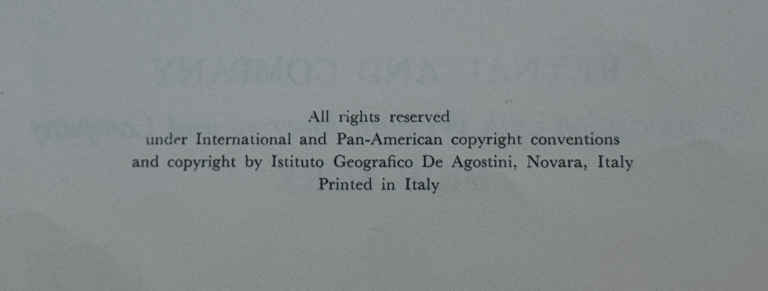 All rights reserved
under International and Pan-American copyright conventions
and copyright by Istituto Geografico De Agostini, Novara, Italy
Printed in Italy